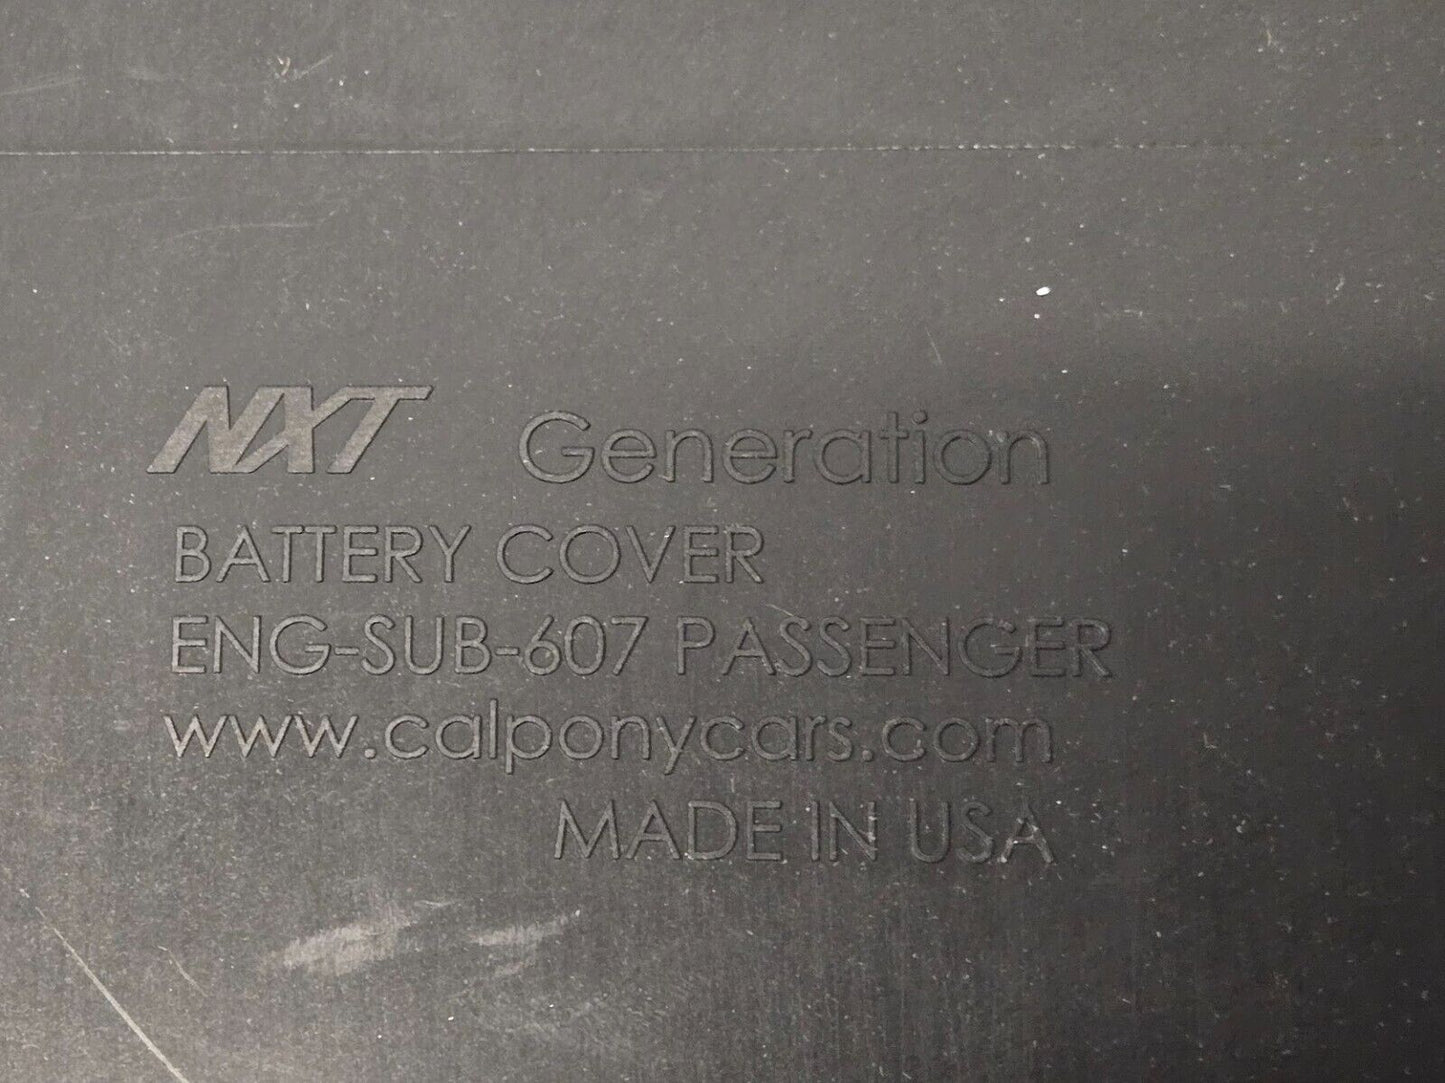 NXT Generation
BATTERY COVER
ENG-SUB-607 PASSENGER
www.calponycars.com
MADE IN USA